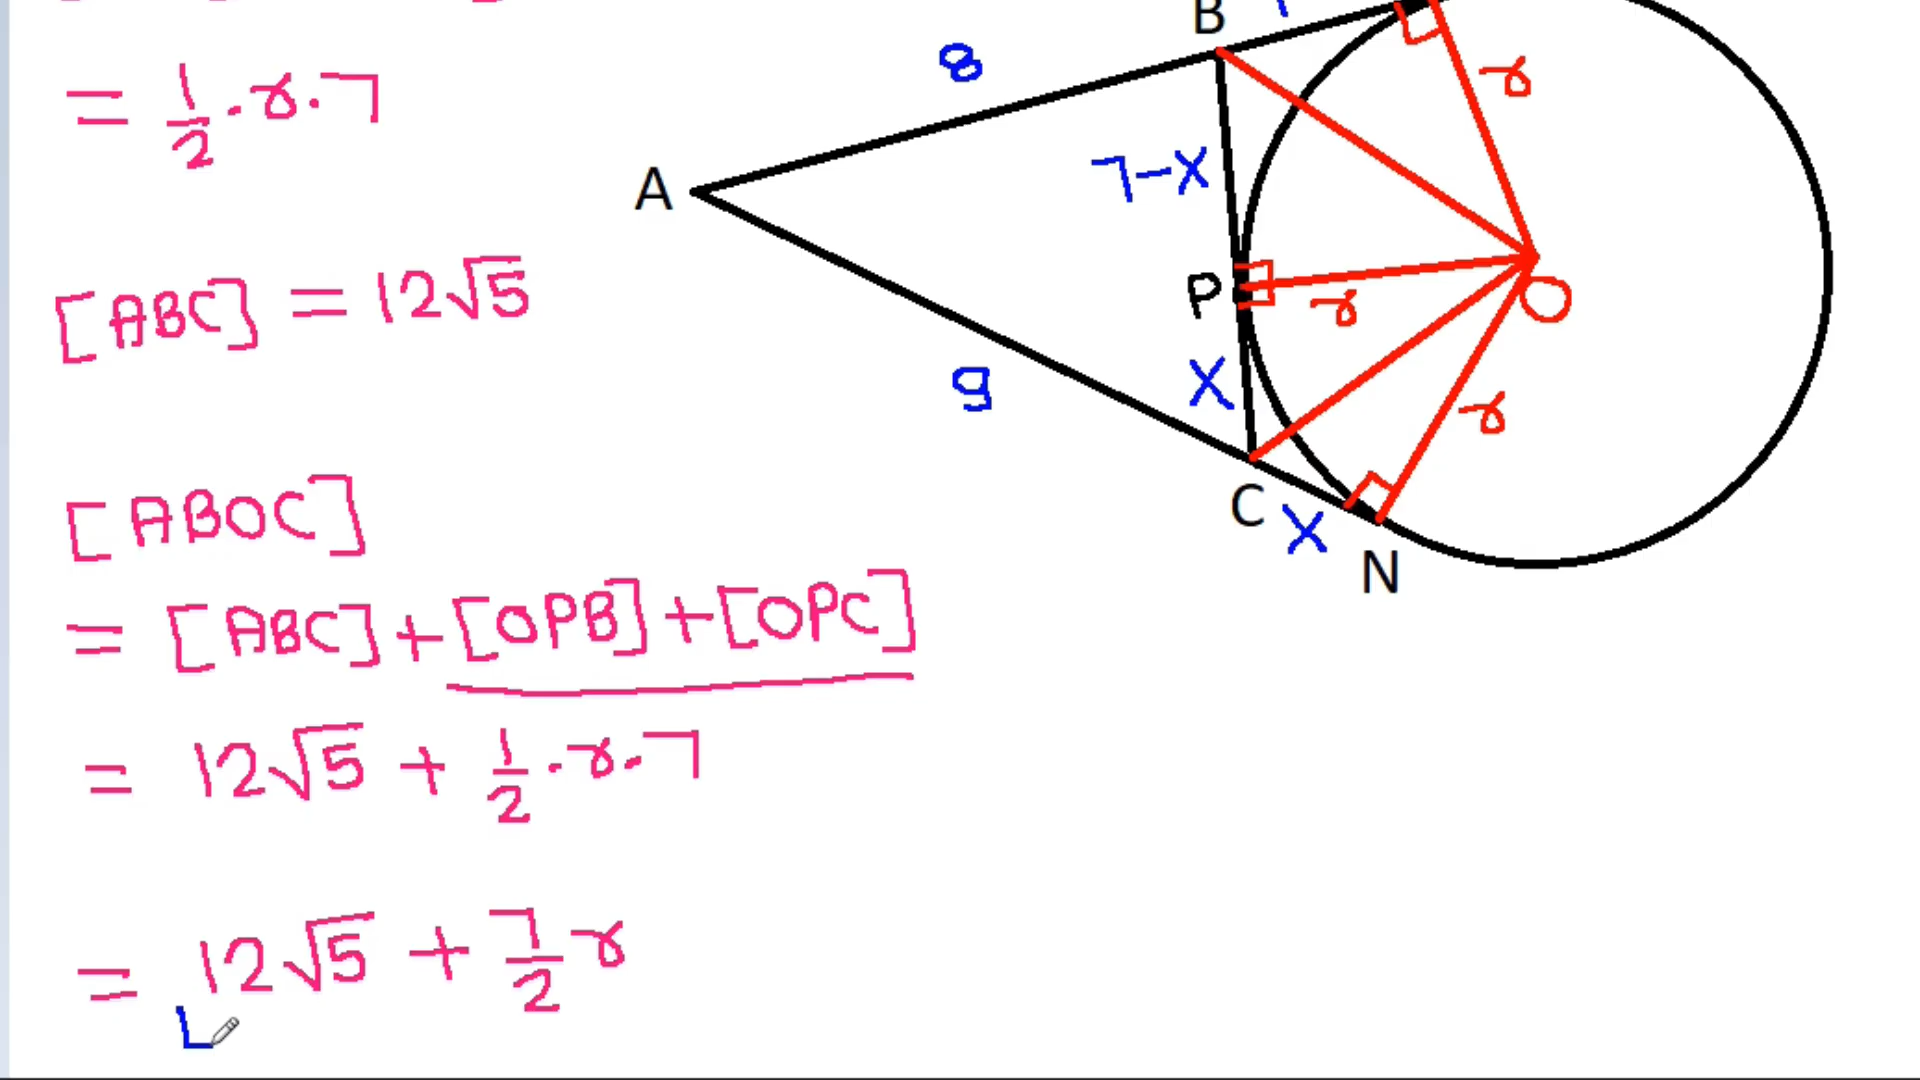 = 1/2 . r . 7
[ABC] = 12√5
[ABOC]
= [ABC] + [OPB] + [OPC]
= 12√5 + 1/2 . r . 7
= 12√5 + 7/2 r
B
8
r
A
7-x
P
r
O
9
x
r
C
x
N